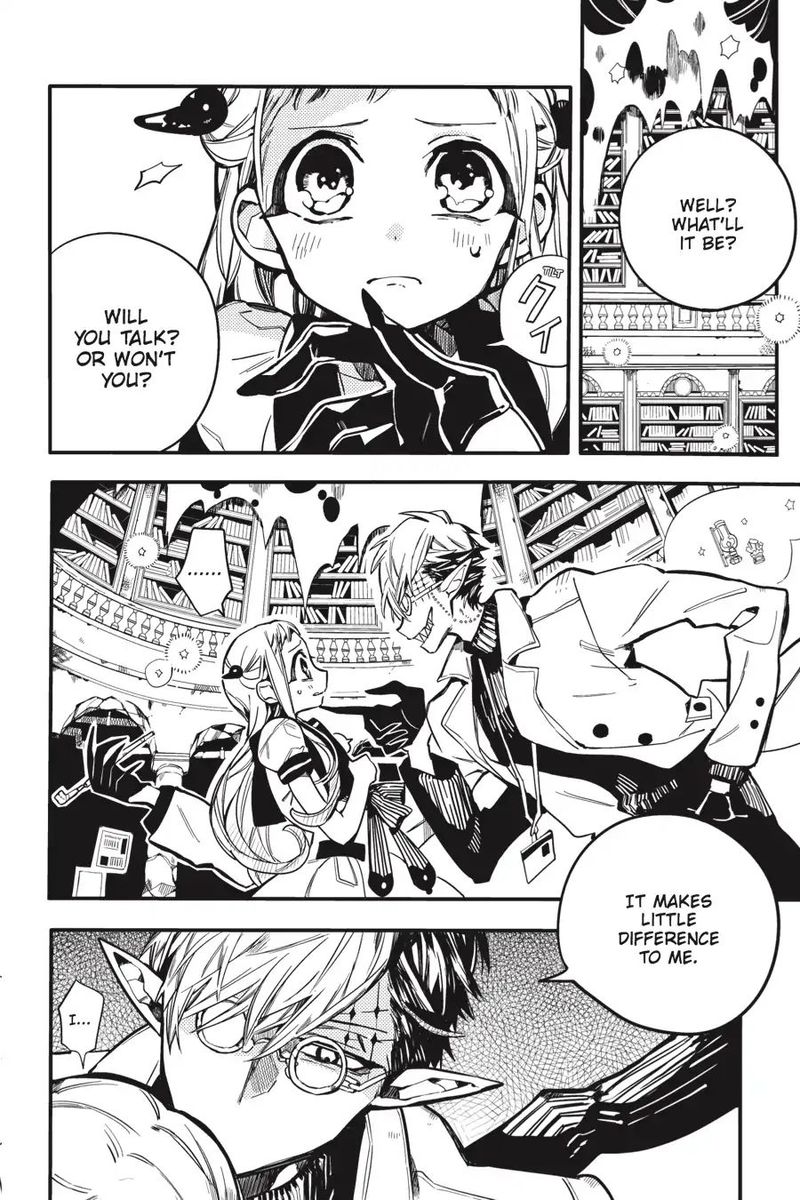 WELL?
WHAT'LL
IT BE?
TILT
クイ
WILL
YOU TALK?
OR WON'T
YOU?
......
IT MAKES
LITTLE
DIFFERENCE
TO ME.
I...